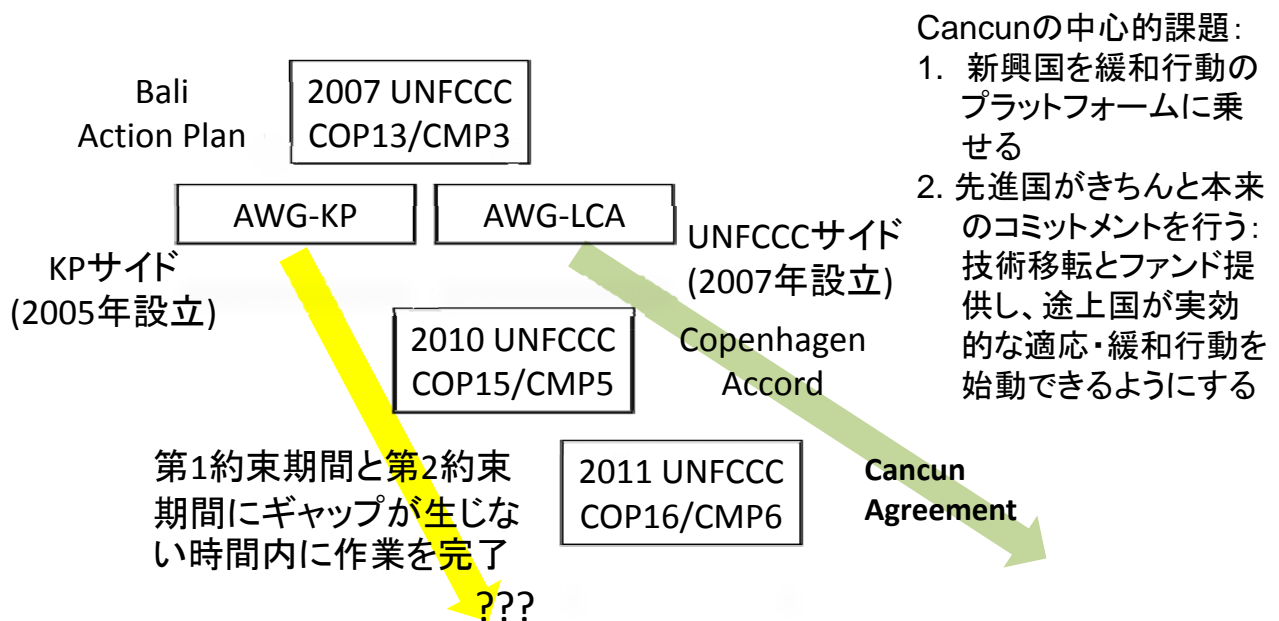 Bali
Action Plan
2007 UNFCCC
COP13/CMP3
AWG-KP
AWG-LCA
KPサイド
(2005年設立)
UNFCCCサイド
(2007年設立)
2010 UNFCCC
COP15/CMP5
Copenhagen
Accord
第1約束期間と第2約束
期間にギャップが生じな
い時間内に作業を完了
???
2011 UNFCCC
COP16/CMP6
Cancun
Agreement
Cancunの中心的課題：
1. 新興国を緩和行動の
プラットフォームに乗
せる
2. 先進国がきちんと本来
のコミットメントを行う：
技術移転とファンド提
供し、途上国が実効
的な適応・緩和行動を
始動できるようにする